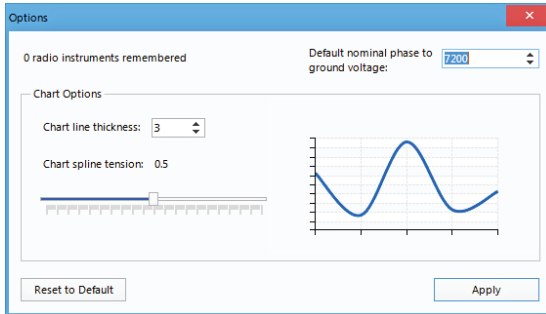 Options
0 radio instruments remembered
Default nominal phase to
ground voltage:
7200
Chart Options
Chart line thickness: 3
Chart spline tension: 0.5
Reset to Default
Apply